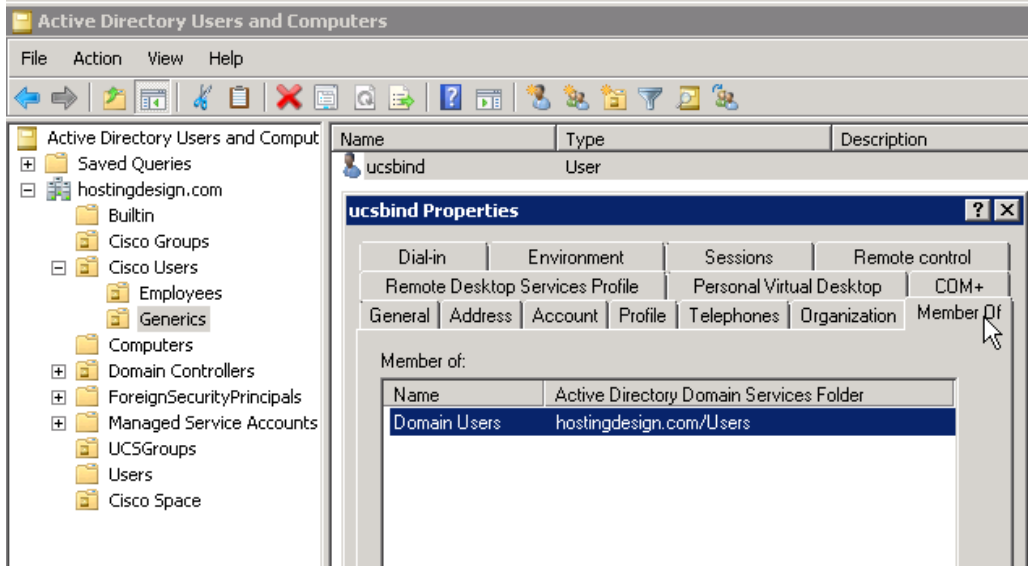 Active Directory Users and Computers
File Action View Help
Active Directory Users and Comput
Saved Queries
hostingdesign.com
Builtin
Cisco Groups
Cisco Users
Employees
Generics
Computers
Domain Controllers
ForeignSecurityPrincipals
Managed Service Accounts
UCSGroups
Users
Cisco Space
Name Type Description
ucsbind User
ucsbind Properties
Dial-in Environment Sessions Remote control
Remote Desktop Services Profile Personal Virtual Desktop COM+
General Address Account Profile Telephones Organization Member Of
Member of:
Name Active Directory Domain Services Folder
Domain Users hostingdesign.com/Users